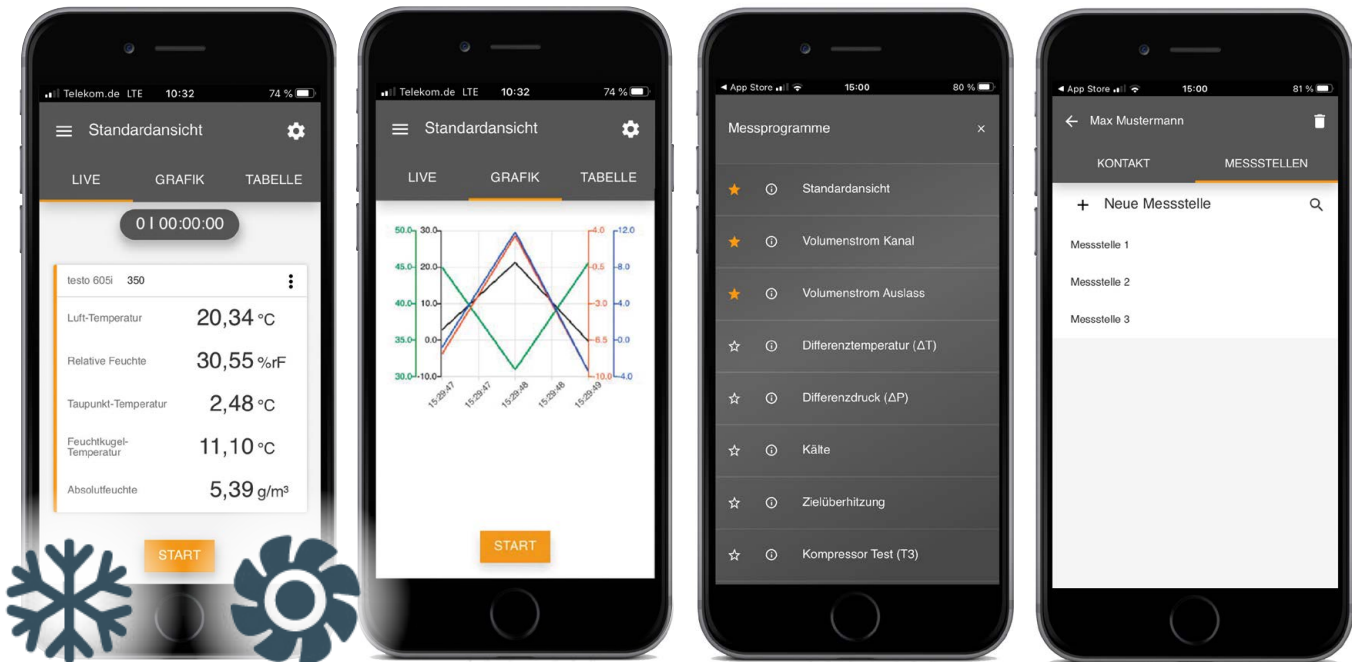 Telekom.de LTE 10:32 74 %
Standardansicht
LIVE GRAFIK TABELLE
0 | 00:00:00
testo 605i 350
Luft-Temperatur 20,34 °C
Relative Feuchte 30,55 %rF
Taupunkt-Temperatur 2,48 °C
Feuchtkugel-
Temperatur 11,10 °C
Absolutfeuchte 5,39 g/m³
START
Telekom.de LTE 10:32 74 %
Standardansicht
LIVE GRAFIK TABELLE
50.0 30.0 4.0 12.0
45.0 20.0 0.5 8.0
40.0 10.0 -3.0 4.0
35.0 0.0 -6.5 0.0
30.0 -10.0 -10.0 -4.0
15:29:47 15:29:47 15:29:48 15:29:48 15:29:49
START
App Store 15:00 80 %
Messprogramme ×
Standardansicht
Volumenstrom Kanal
Volumenstrom Auslass
Differenztemperatur (ΔT)
Differenzdruck (ΔP)
Kälte
Zielüberhitzung
Kompressor Test (T3)
App Store 15:00 81 %
Max Mustermann
KONTAKT MESSSTELLEN
+ Neue Messstelle
Messstelle 1
Messstelle 2
Messstelle 3